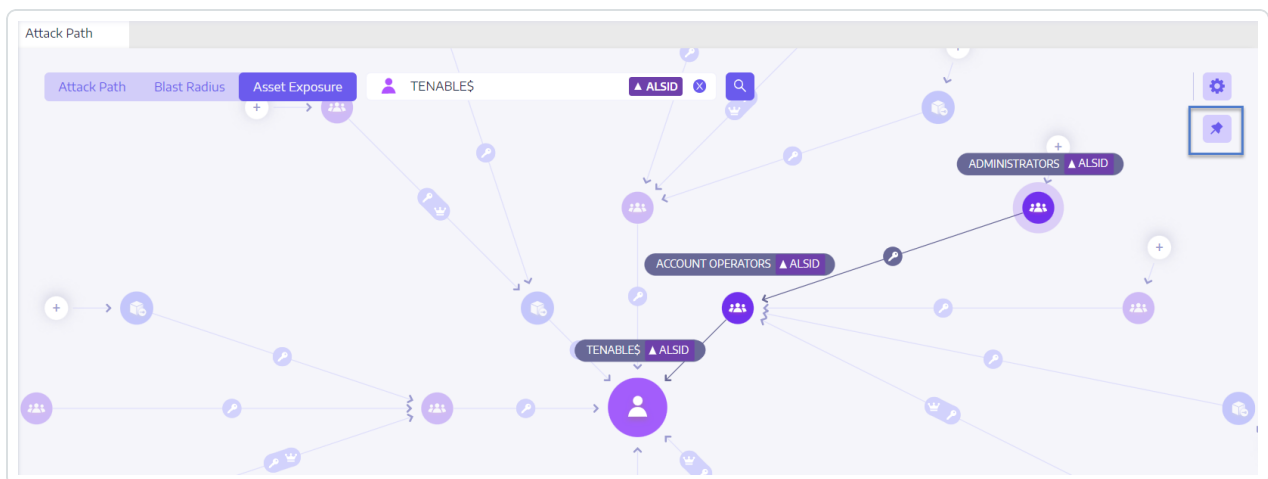 Attack Path
Attack Path Blast Radius Asset Exposure TENABLE$ ALSID
ADMINISTRATORS ALSID
ACCOUNT OPERATORS ALSID
TENABLE$ ALSID